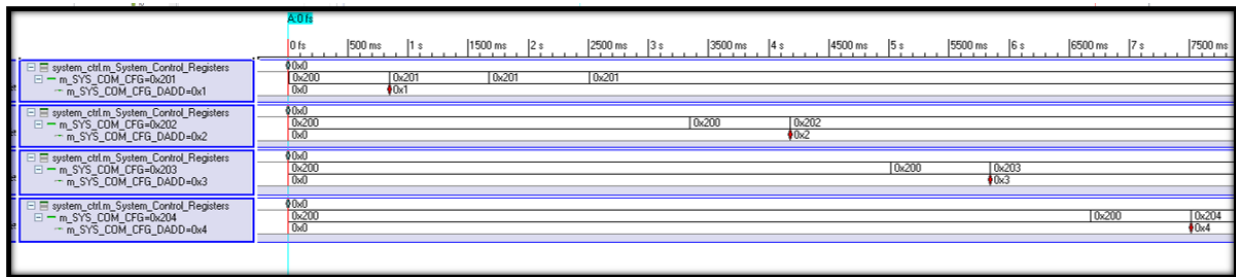 A:0 fs
0 fs |500 ms |1 s |1500 ms |2 s |2500 ms |3 s |3500 ms |4 s |4500 ms |5 s |5500 ms |6 s |6500 ms |7 s |7500 ms
system_ctrl.m_System_Control_Registers 0x0
m_SYS_COM_CFG=0x201 0x200 0x201 0x201 0x201
m_SYS_COM_CFG_DADD=0x1 0x0 0x1
system_ctrl.m_System_Control_Registers 0x0
m_SYS_COM_CFG=0x202 0x200 0x200 0x202
m_SYS_COM_CFG_DADD=0x2 0x0 0x2
system_ctrl.m_System_Control_Registers 0x0
m_SYS_COM_CFG=0x203 0x200 0x200 0x203
m_SYS_COM_CFG_DADD=0x3 0x0 0x3
system_ctrl.m_System_Control_Registers 0x0
m_SYS_COM_CFG=0x204 0x200 0x200 0x204
m_SYS_COM_CFG_DADD=0x4 0x0 0x4